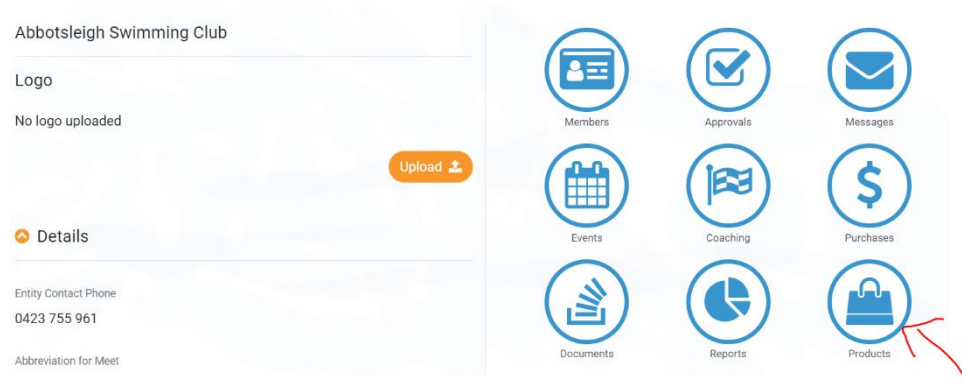 Abbotsleigh Swimming Club
Logo
No logo uploaded
Upload
Details
Entity Contact Phone
0423 755 961
Abbreviation for Meet
Members
Approvals
Messages
Events
Coaching
Purchases
Documents
Reports
Products